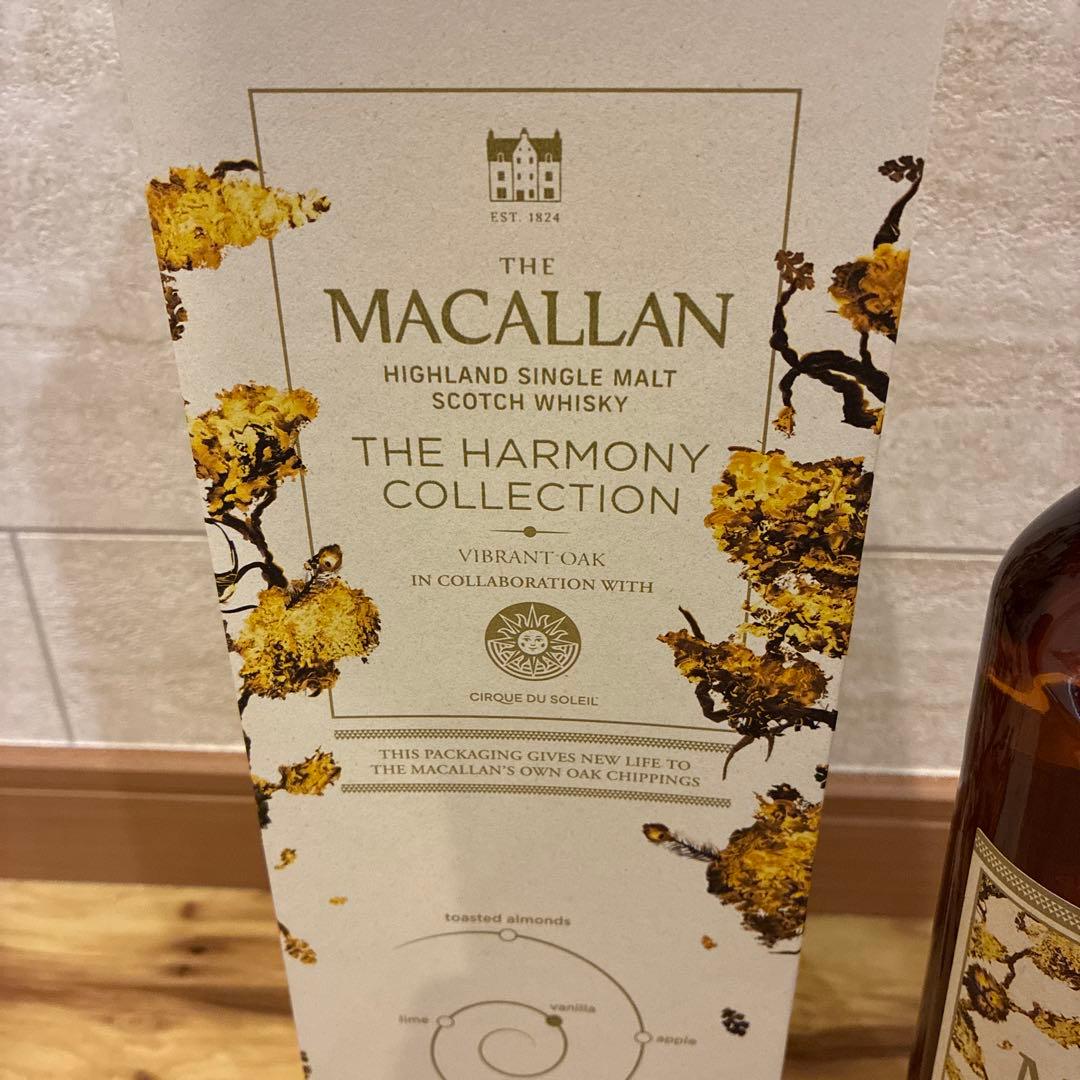 EST. 1824
THE
MACALLAN
HIGHLAND SINGLE MALT
SCOTCH WHISKY
THE HARMONY
COLLECTION
VIBRANT OAK
IN COLLABORATION WITH
CIRQUE DU SOLEIL
THIS PACKAGING GIVES NEW LIFE TO
THE MACALLAN'S OWN OAK CHIPPINGS
toasted almonds
vanilla
lime
apple